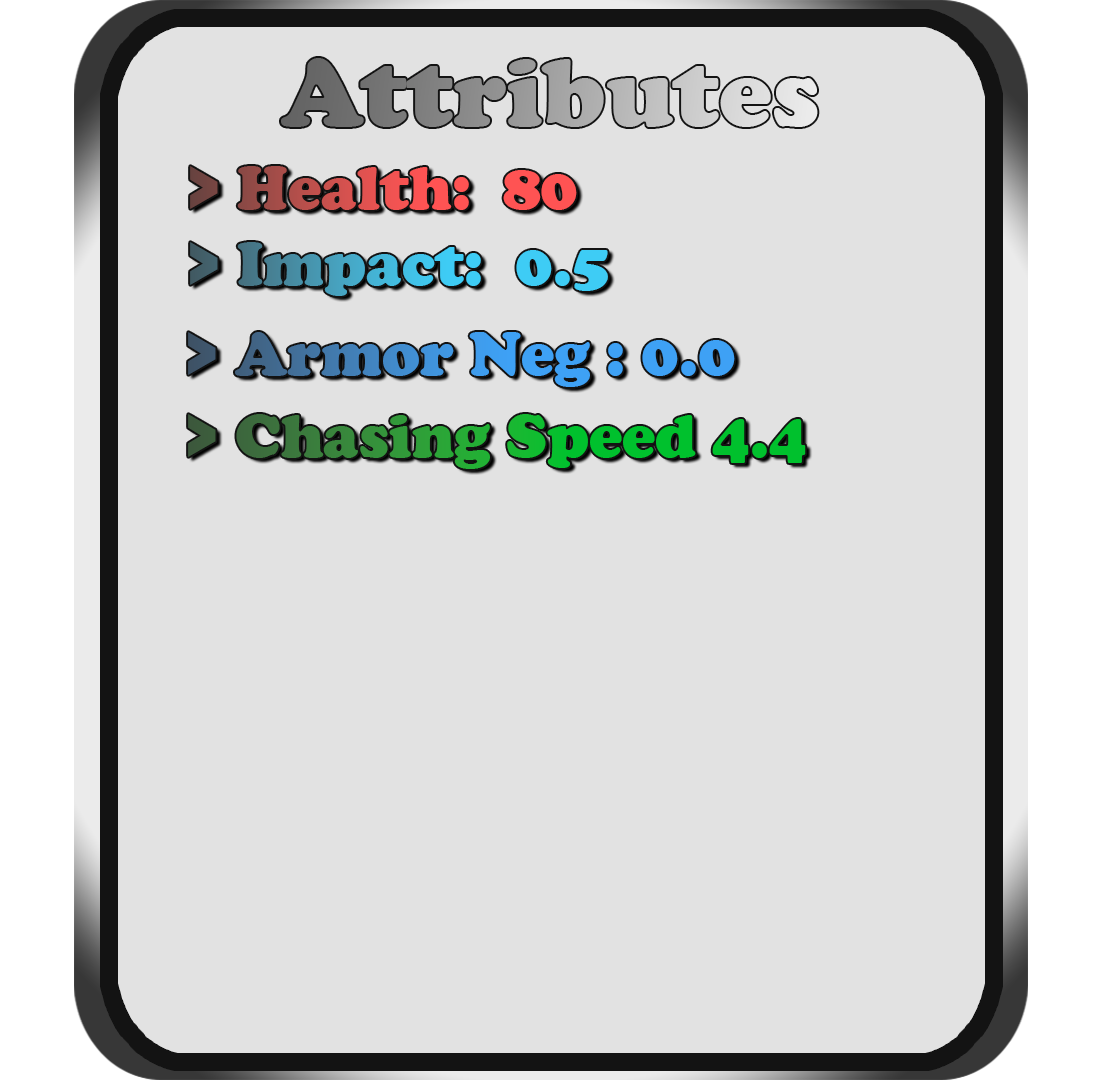 Attributes
> Health: 80
> Impact: 0.5
> Armor Neg : 0.0
> Chasing Speed 4.4